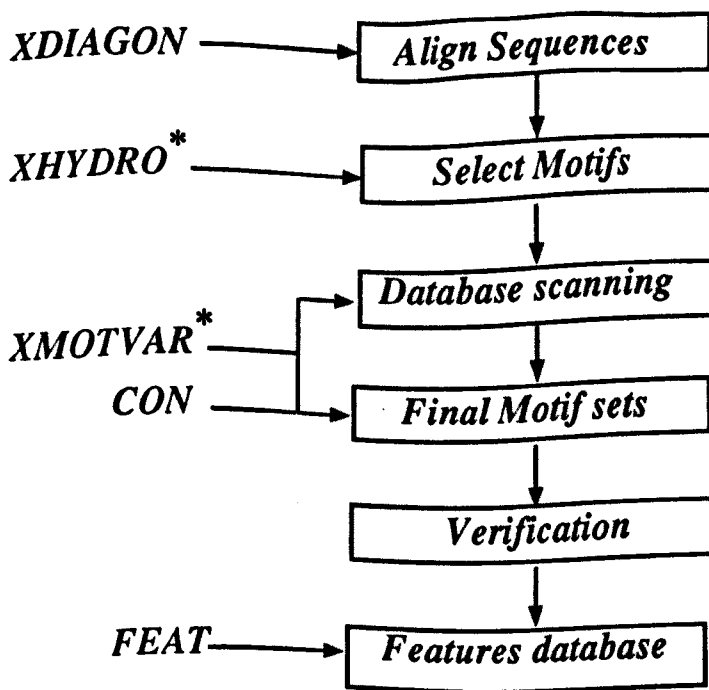 XDIAGON
Align Sequences
XHYDRO*
Select Motifs
Database scanning
XMOTVAR*
CON
Final Motif sets
Verification
FEAT
Features database